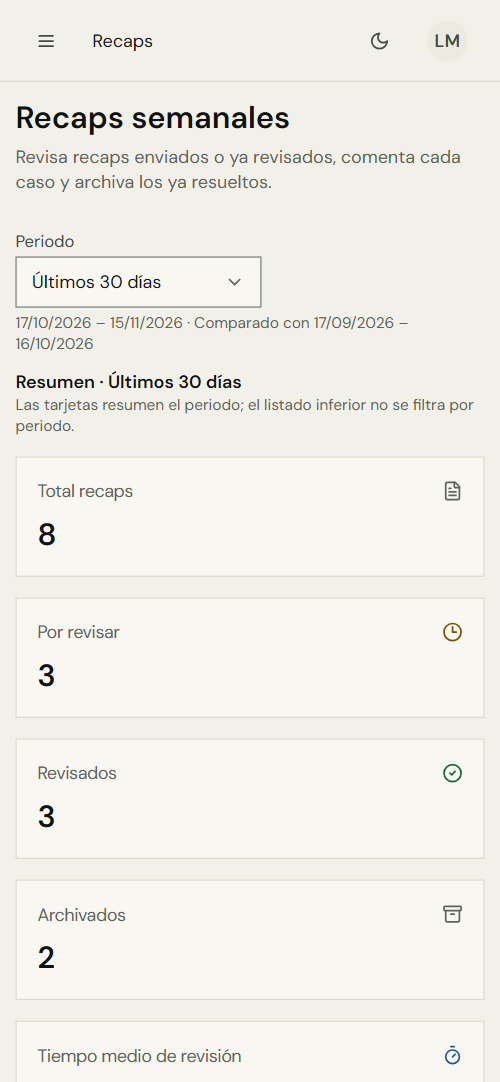 Recaps
LM
Recaps semanales
Revisa recaps enviados o ya revisados, comenta cada
caso y archiva los ya resueltos.
Periodo
Últimos 30 días
17/10/2026 – 15/11/2026 · Comparado con 17/09/2026 –
16/10/2026
Resumen · Últimos 30 días
Las tarjetas resumen el periodo; el listado inferior no se filtra por
periodo.
Total recaps
8
Por revisar
3
Revisados
3
Archivados
2
Tiempo medio de revisión